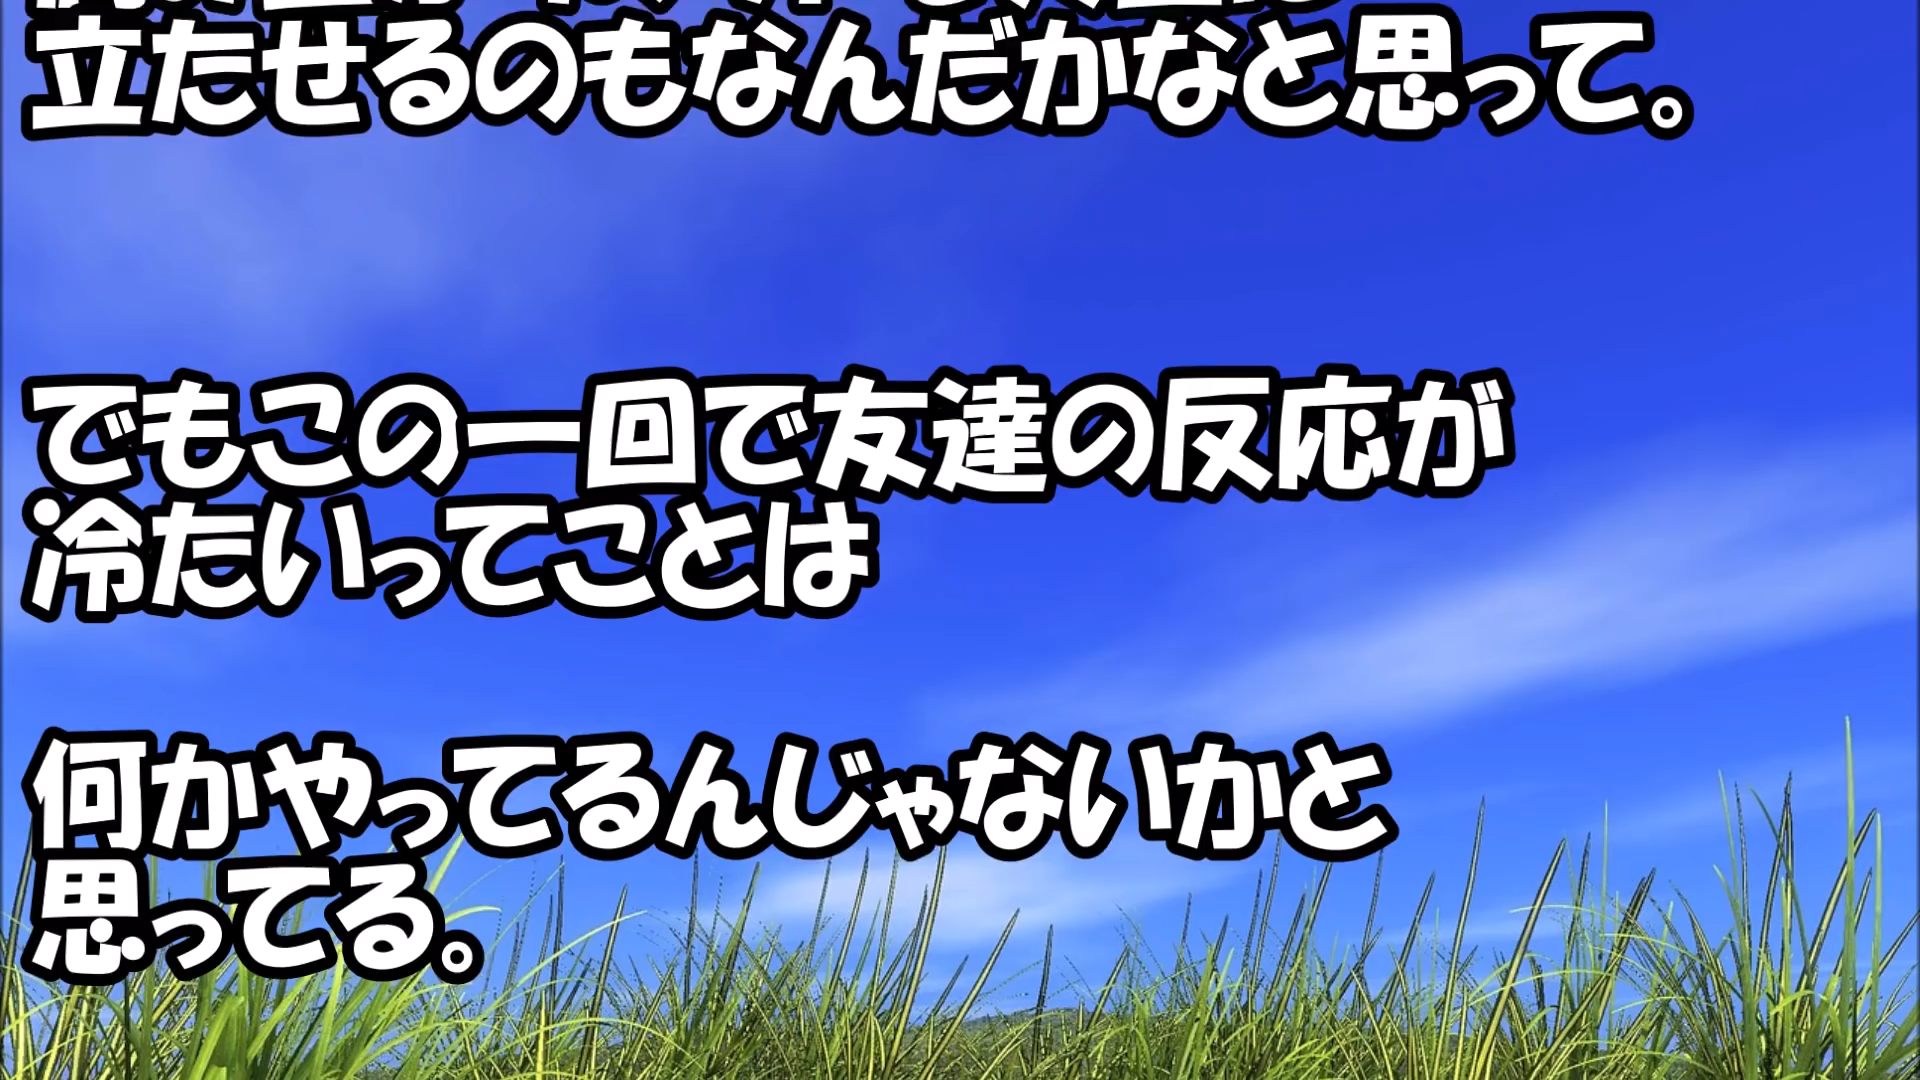 立たせるのもなんだかなと思って。
でもこの一回で友達の反応が
冷たいってことは
何かやってるんじゃないかと
思ってる。